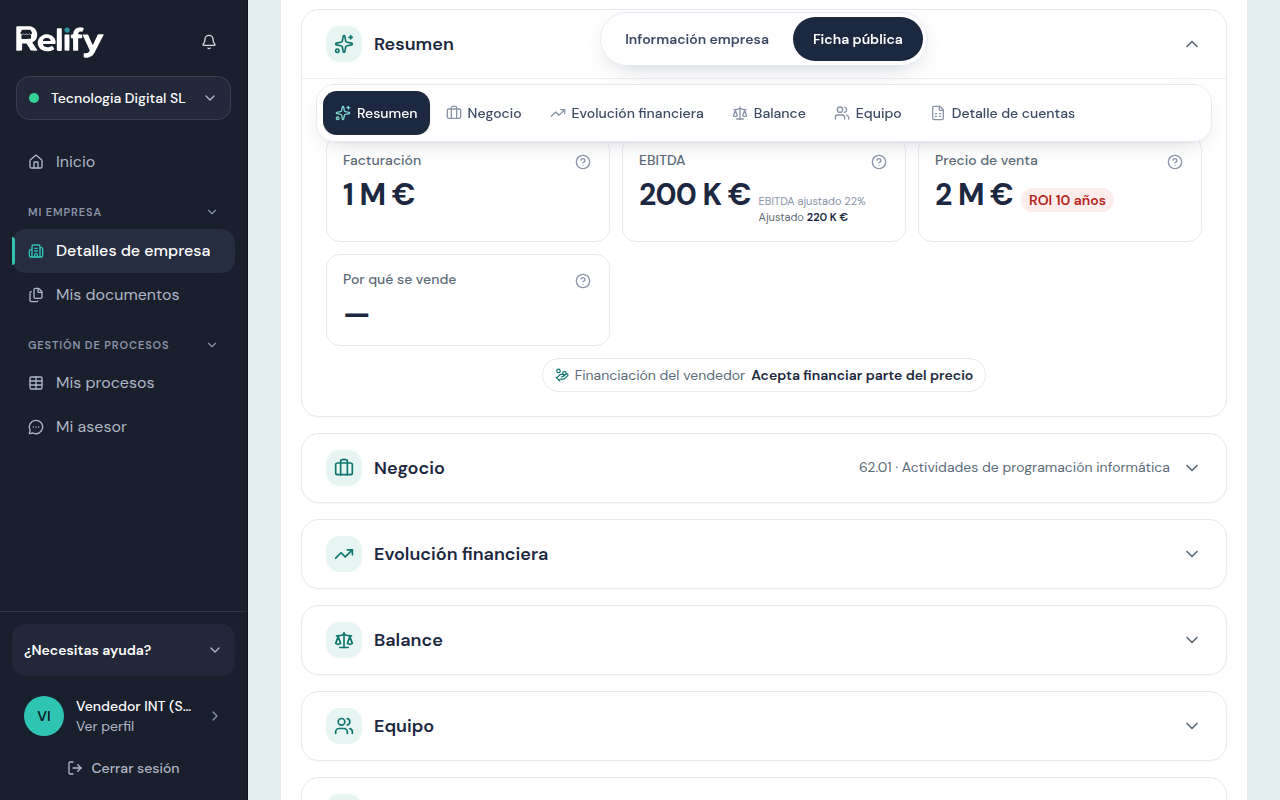 Relify
Tecnologia Digital SL
Inicio
MI EMPRESA
Detalles de empresa
Mis documentos
GESTIÓN DE PROCESOS
Mis procesos
Mi asesor
¿Necesitas ayuda?
VI
Vendedor INT (S...
Ver perfil
Cerrar sesión
Resumen
Información empresa
Ficha pública
Resumen
Negocio
Evolución financiera
Balance
Equipo
Detalle de cuentas
Facturación
1 M €
EBITDA
200 K €
EBITDA ajustado 22%
Ajustado 220 K €
Precio de venta
2 M €
ROI 10 años
Por qué se vende
—
Financiación del vendedor Acepta financiar parte del precio
Negocio
62.01 · Actividades de programación informática
Evolución financiera
Balance
Equipo